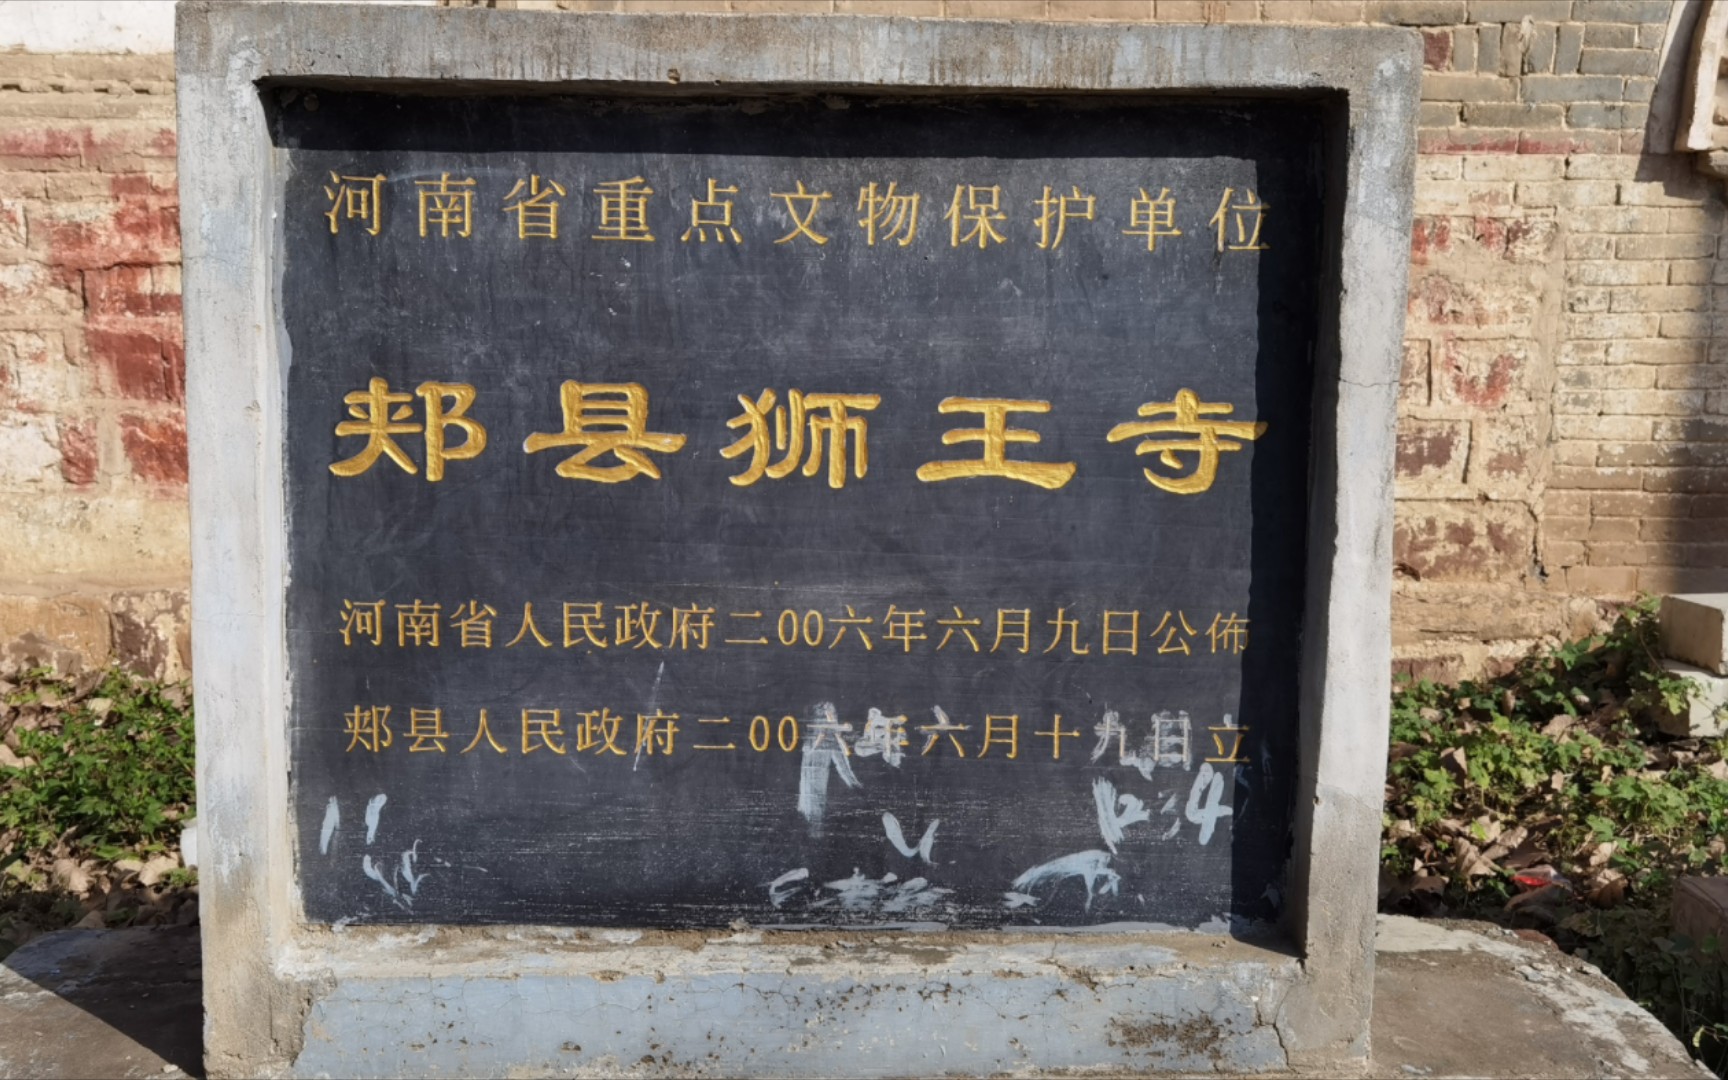 河南省重点文物保护单位
郏县狮王寺
河南省人民政府二00六年六月九日公佈
郏县人民政府二00六年六月十九日立
1234